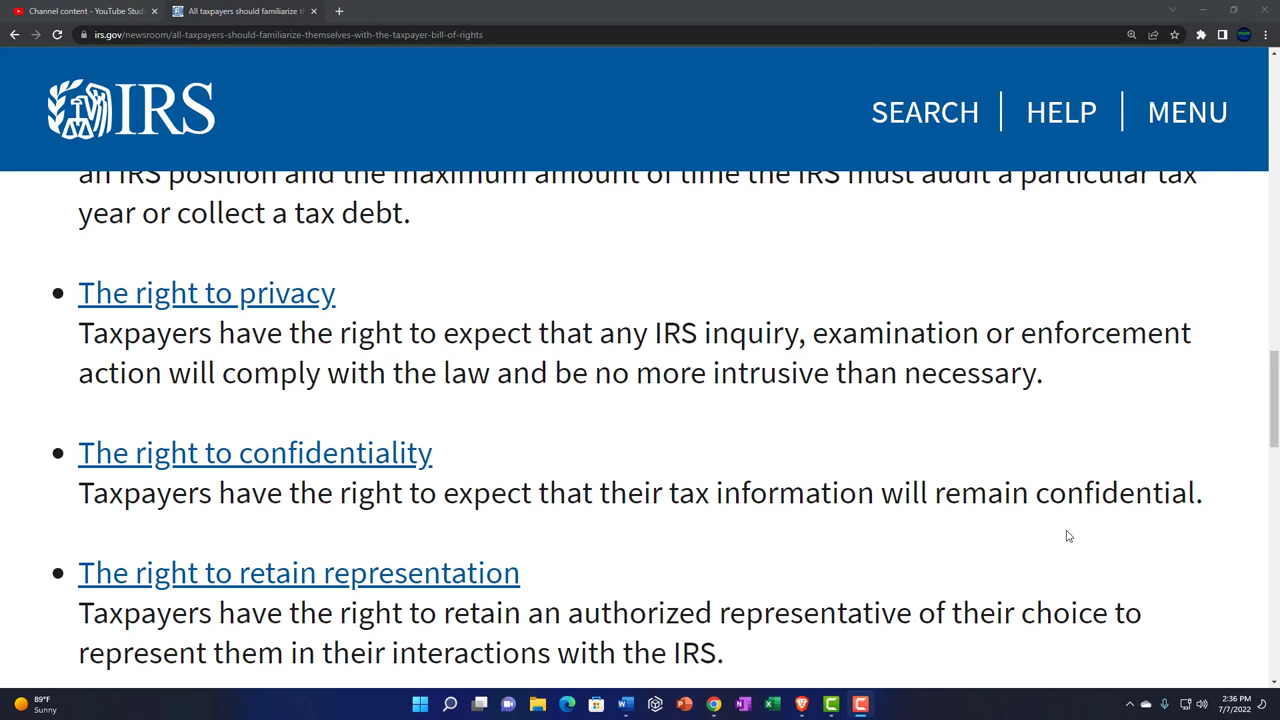 Channel content - YouTube Stud
All taxpayers should familiarize t
irs.gov/newsroom/all-taxpayers-should-familiarize-themselves-with-the-taxpayer-bill-of-rights
IRS
SEARCH | HELP | MENU
an IRS position and the maximum amount of time the IRS must audit a particular tax
year or collect a tax debt.
• The right to privacy
Taxpayers have the right to expect that any IRS inquiry, examination or enforcement
action will comply with the law and be no more intrusive than necessary.
• The right to confidentiality
Taxpayers have the right to expect that their tax information will remain confidential.
• The right to retain representation
Taxpayers have the right to retain an authorized representative of their choice to
represent them in their interactions with the IRS.
89°F
Sunny
2:36 PM
7/7/2022